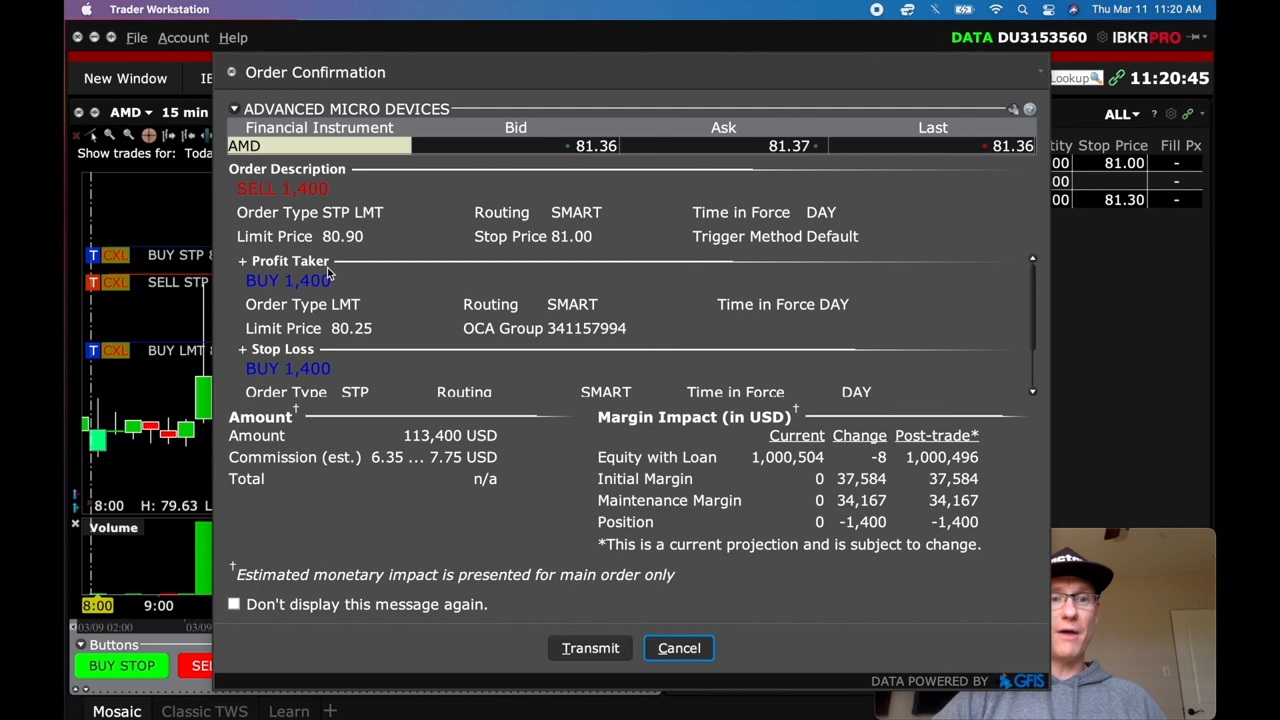 Trader Workstation
Thu Mar 11 11:20 AM
File Account Help
DATA DU3153560 IBKRPRO
New Window
Order Confirmation
Lookup
11:20:45
AMD 15 min
ADVANCED MICRO DEVICES
ALL ?
Financial Instrument Bid Ask Last
AMD 81.36 81.37 81.36
Stop Price Fill Px
81.00 -
-
81.30 -
Show trades for:
Order Description
SELL 1,400
Order Type STP LMT Routing SMART Time in Force DAY
Limit Price 80.90 Stop Price 81.00 Trigger Method Default
+ Profit Taker
BUY 1,400
Order Type LMT Routing SMART Time in Force DAY
Limit Price 80.25 OCA Group 341157994
+ Stop Loss
BUY 1,400
Order Type STP Routing SMART Time in Force DAY
T CXL BUY STP
T CXL SELL STP
T CXL BUY LMT
Amount†
Amount 113,400 USD
Commission (est.) 6.35 ... 7.75 USD
Total n/a
Margin Impact (in USD)†
Current Change Post-trade*
Equity with Loan 1,000,504 -8 1,000,496
Initial Margin 0 37,584 37,584
Maintenance Margin 0 34,167 34,167
Position 0 -1,400 -1,400
*This is a current projection and is subject to change.
†Estimated monetary impact is presented for main order only
Don't display this message again.
Transmit Cancel
DATA POWERED BY GFIS
8:00 H: 79.63 L
Volume
8:00 9:00
03/09 02:00 03/09
Buttons
BUY STOP
Mosaic Classic TWS Learn +